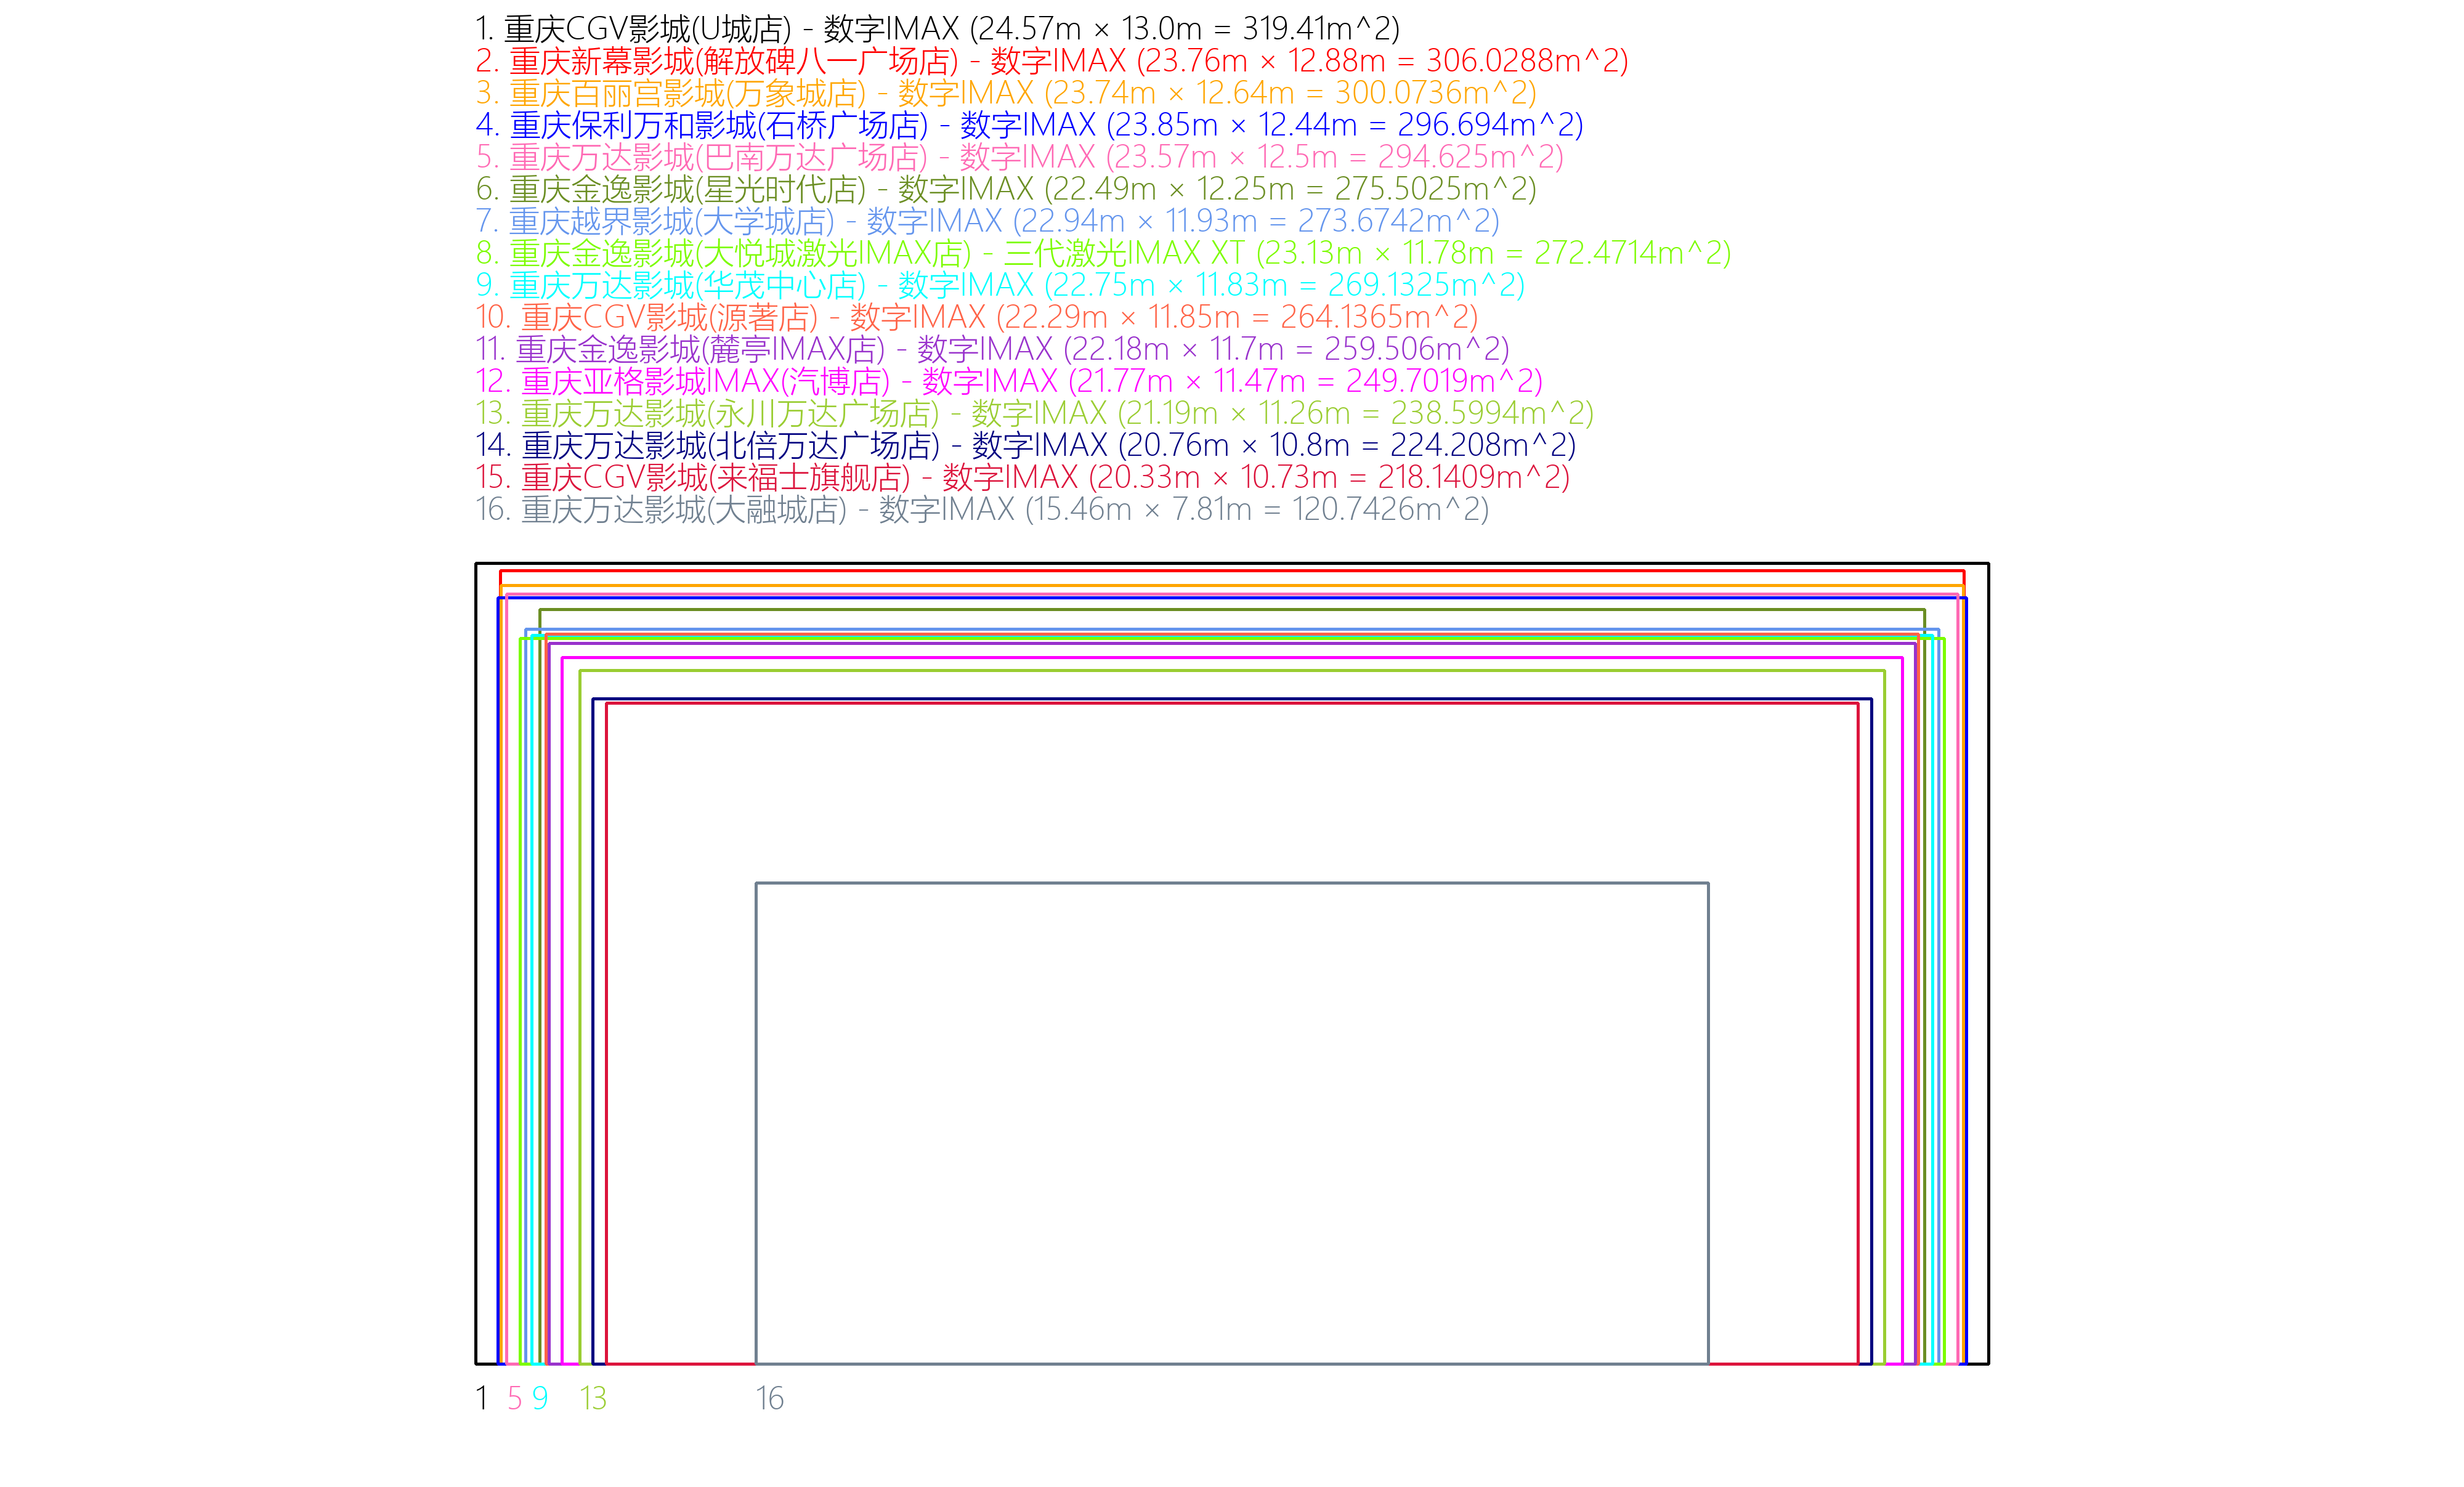 1. 重庆CGV影城(U城店) - 数字IMAX (24.57m × 13.0m = 319.41m^2)
2. 重庆新幕影城(解放碑八一广场店) - 数字IMAX (23.76m × 12.88m = 306.0288m^2)
3. 重庆百丽宫影城(万象城店) - 数字IMAX (23.74m × 12.64m = 300.0736m^2)
4. 重庆保利万和影城(石桥广场店) - 数字IMAX (23.85m × 12.44m = 296.694m^2)
5. 重庆万达影城(巴南万达广场店) - 数字IMAX (23.57m × 12.5m = 294.625m^2)
6. 重庆金逸影城(星光时代店) - 数字IMAX (22.49m × 12.25m = 275.5025m^2)
7. 重庆越界影城(大学城店) - 数字IMAX (22.94m × 11.93m = 273.6742m^2)
8. 重庆金逸影城(大悦城激光IMAX店) - 三代激光IMAX XT (23.13m × 11.78m = 272.4714m^2)
9. 重庆万达影城(华茂中心店) - 数字IMAX (22.75m × 11.83m = 269.1325m^2)
10. 重庆CGV影城(源著店) - 数字IMAX (22.29m × 11.85m = 264.1365m^2)
11. 重庆金逸影城(麓亭IMAX店) - 数字IMAX (22.18m × 11.7m = 259.506m^2)
12. 重庆亚格影城IMAX(汽博店) - 数字IMAX (21.77m × 11.47m = 249.7019m^2)
13. 重庆万达影城(永川万达广场店) - 数字IMAX (21.19m × 11.26m = 238.5994m^2)
14. 重庆万达影城(北倍万达广场店) - 数字IMAX (20.76m × 10.8m = 224.208m^2)
15. 重庆CGV影城(来福士旗舰店) - 数字IMAX (20.33m × 10.73m = 218.1409m^2)
16. 重庆万达影城(大融城店) - 数字IMAX (15.46m × 7.81m = 120.7426m^2)
1 5 9 13 16